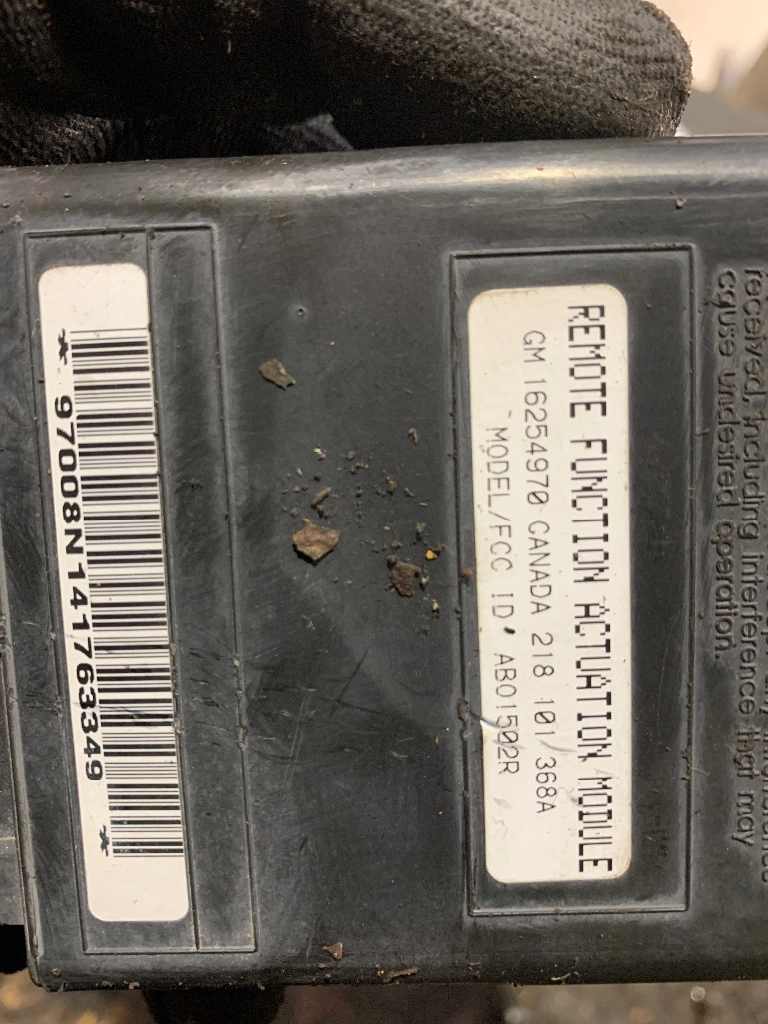 received, including interference that may
cause undesired operation.
REMOTE FUNCTION ACTUATION MODULE
GM 16254970 CANADA 218 101 368A
MODEL/FCC ID' AB01502R
* 97008N141763349 *